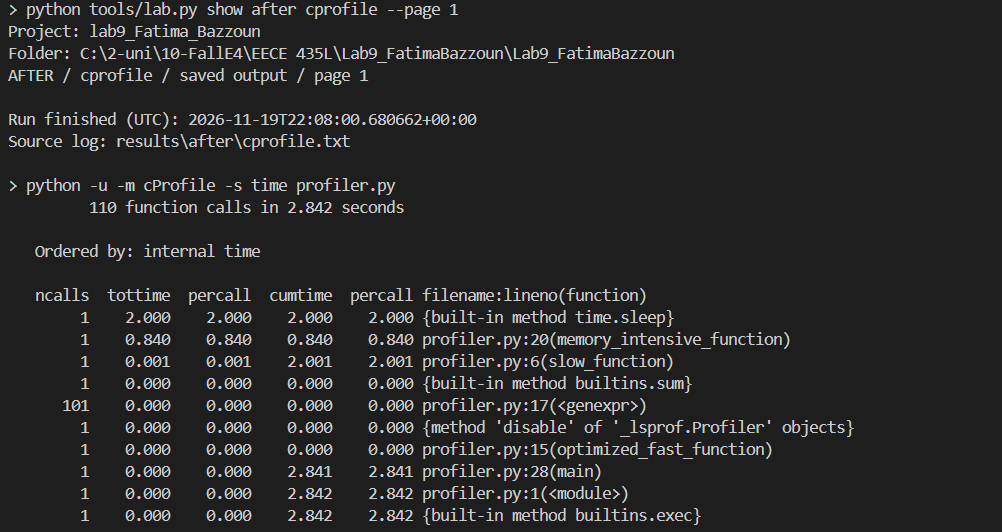 > python tools/lab.py show after cprofile --page 1
Project: lab9_Fatima_Bazzoun
Folder: C:\2-uni\10-FallE4\EECE 435L\Lab9_FatimaBazzoun\Lab9_FatimaBazzoun
AFTER / cprofile / saved output / page 1

Run finished (UTC): 2026-11-19T22:08:00.680662+00:00
Source log: results\after\cprofile.txt

> python -u -m cProfile -s time profiler.py
         110 function calls in 2.842 seconds

   Ordered by: internal time

   ncalls  tottime  percall  cumtime  percall filename:lineno(function)
        1    2.000    2.000    2.000    2.000 {built-in method time.sleep}
        1    0.840    0.840    0.840    0.840 profiler.py:20(memory_intensive_function)
        1    0.001    0.001    2.001    2.001 profiler.py:6(slow_function)
        1    0.000    0.000    0.000    0.000 {built-in method builtins.sum}
      101    0.000    0.000    0.000    0.000 profiler.py:17(<genexpr>)
        1    0.000    0.000    0.000    0.000 {method 'disable' of '_lsprof.Profiler' objects}
        1    0.000    0.000    0.000    0.000 profiler.py:15(optimized_fast_function)
        1    0.000    0.000    2.841    2.841 profiler.py:28(main)
        1    0.000    0.000    2.842    2.842 profiler.py:1(<module>)
        1    0.000    0.000    2.842    2.842 {built-in method builtins.exec}